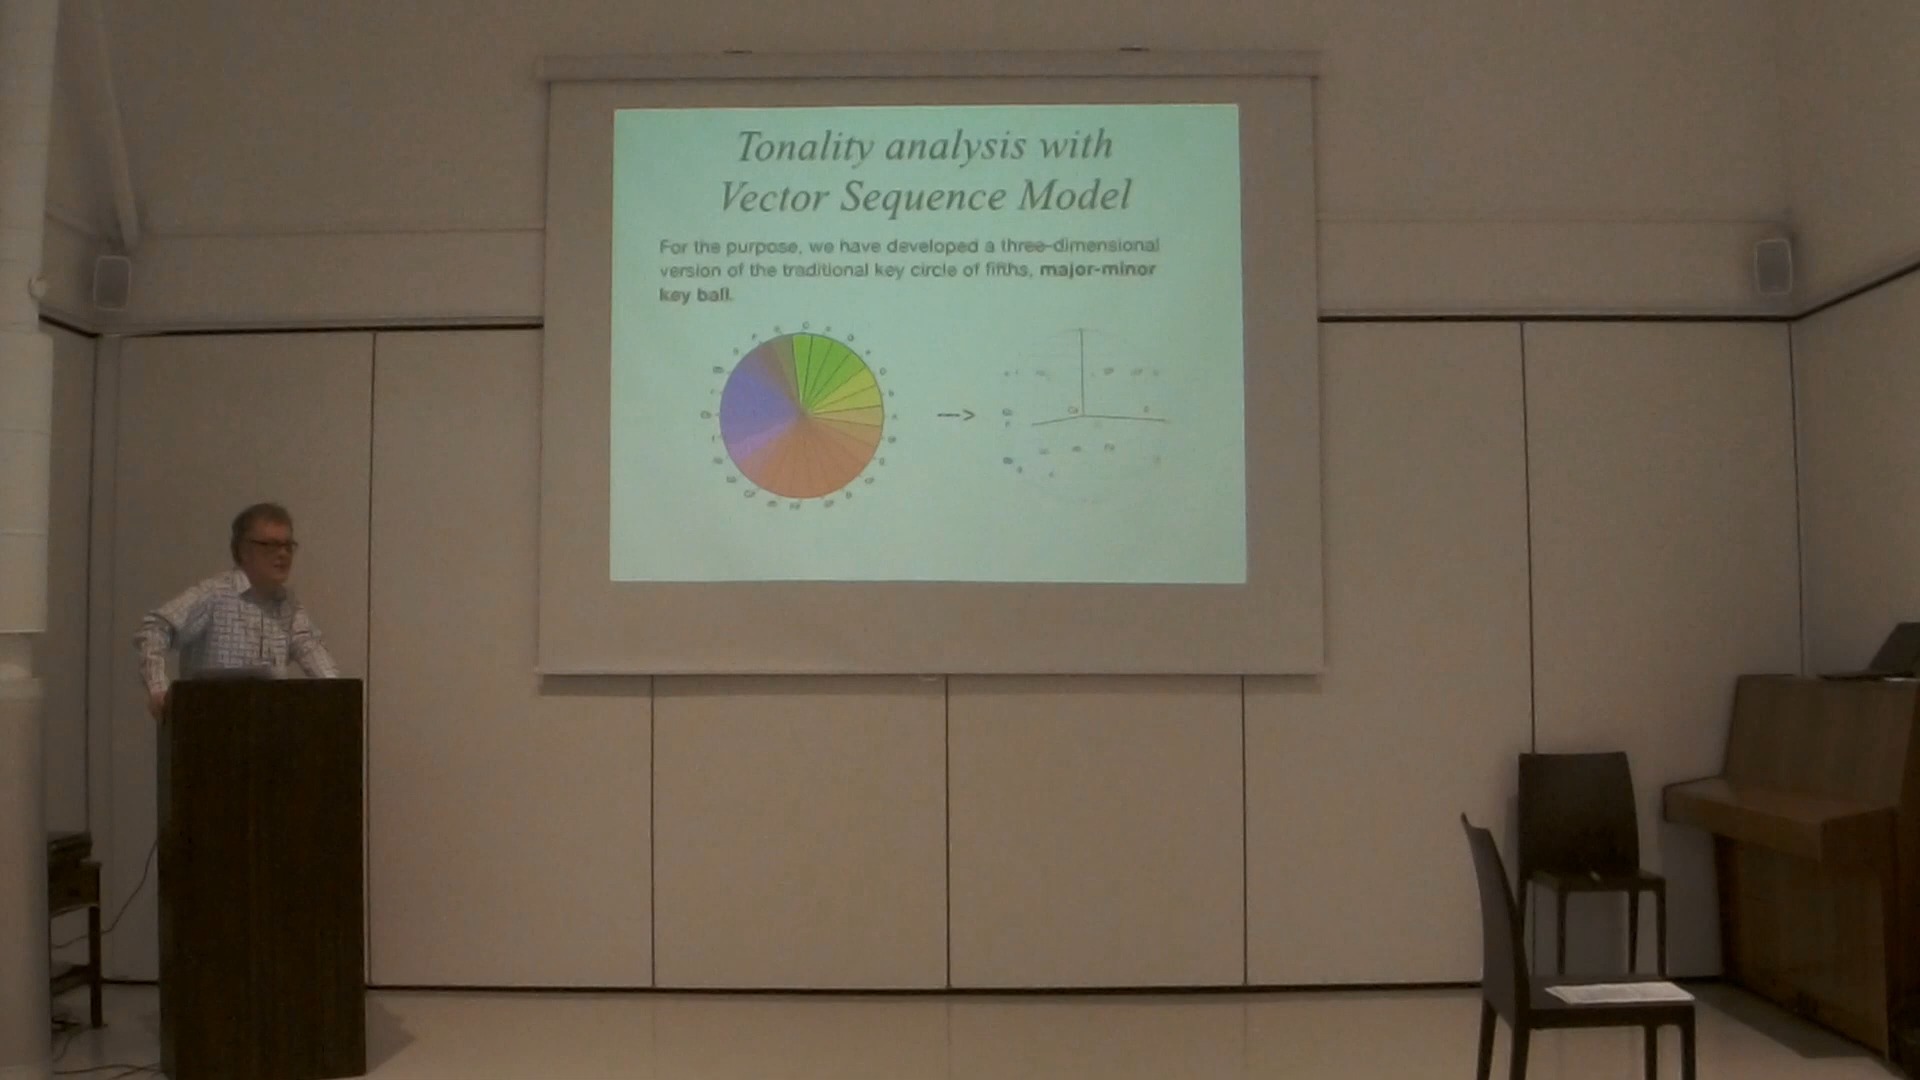 Tonality analysis with
Vector Sequence Model
For the purpose, we have developed a three-dimensional
version of the traditional key circle of fifths, major-minor
key ball.
--->